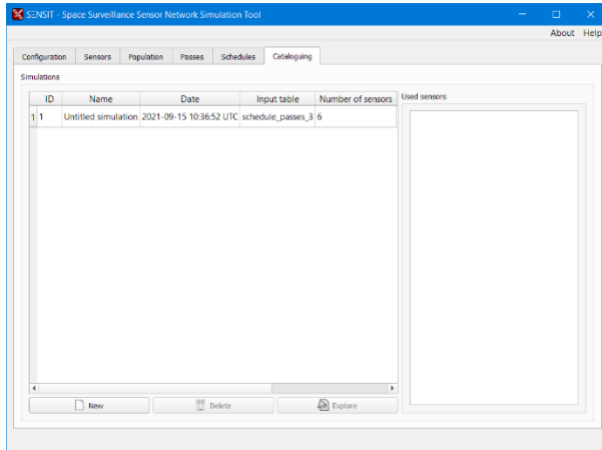 SENSIT - Space Surveillance Sensor Network Simulation Tool
About Help
Configuration Sensors Population Passes Schedules Cataloguing
Simulations
ID Name Date Input table Number of sensors
1 1 Untitled simulation 2021-09-15 10:36:52 UTC schedule_passes_3 6
Used sensors
New Delete Explore